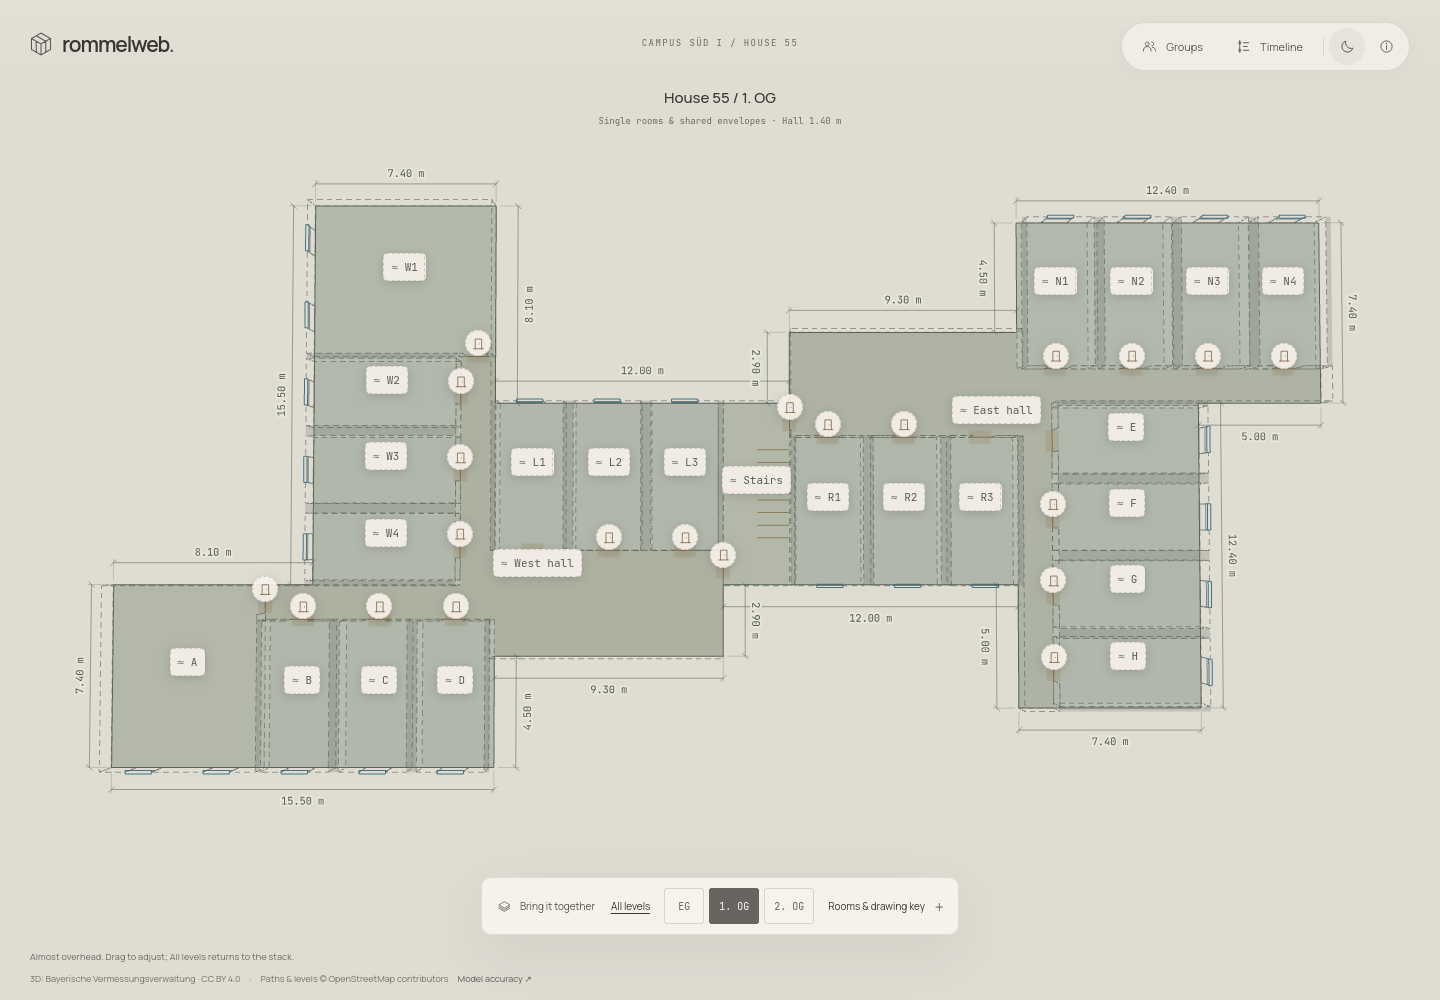 rommelweb.
CAMPUS SÜD I / HOUSE 55
Groups
Timeline
House 55 / 1. OG
Single rooms & shared envelopes · Hall 1.40 m
7.40 m
12.40 m
≈ W1
≈ N1
≈ N2
≈ N3
≈ N4
4.50 m
8.10 m
9.30 m
7.40 m
12.00 m
2.90 m
≈ W2
15.50 m
≈ East hall
≈ E
5.00 m
≈ W3
≈ L1
≈ L2
≈ L3
≈ Stairs
≈ R1
≈ R2
≈ R3
≈ F
≈ W4
8.10 m
≈ West hall
12.40 m
≈ G
2.90 m
12.00 m
5.00 m
≈ A
≈ B
≈ C
≈ D
≈ H
7.40 m
9.30 m
4.50 m
7.40 m
15.50 m
Bring it together
All levels
EG
1. OG
2. OG
Rooms & drawing key +
Almost overhead. Drag to adjust; All levels returns to the stack.
3D: Bayerische Vermessungsverwaltung · CC BY 4.0 · Paths & levels © OpenStreetMap contributors Model accuracy ↗